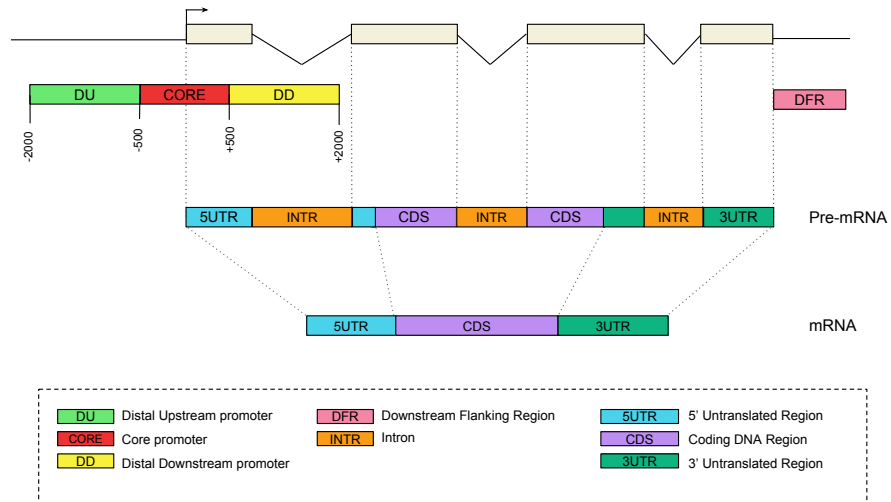 DU CORE DD
DFR
-2000 -500 +500 +2000
5UTR INTR CDS INTR CDS INTR 3UTR Pre-mRNA
5UTR CDS 3UTR mRNA
DU Distal Upstream promoter
CORE Core promoter
DD Distal Downstream promoter
DFR Downstream Flanking Region
INTR Intron
5UTR 5' Untranslated Region
CDS Coding DNA Region
3UTR 3' Untranslated Region